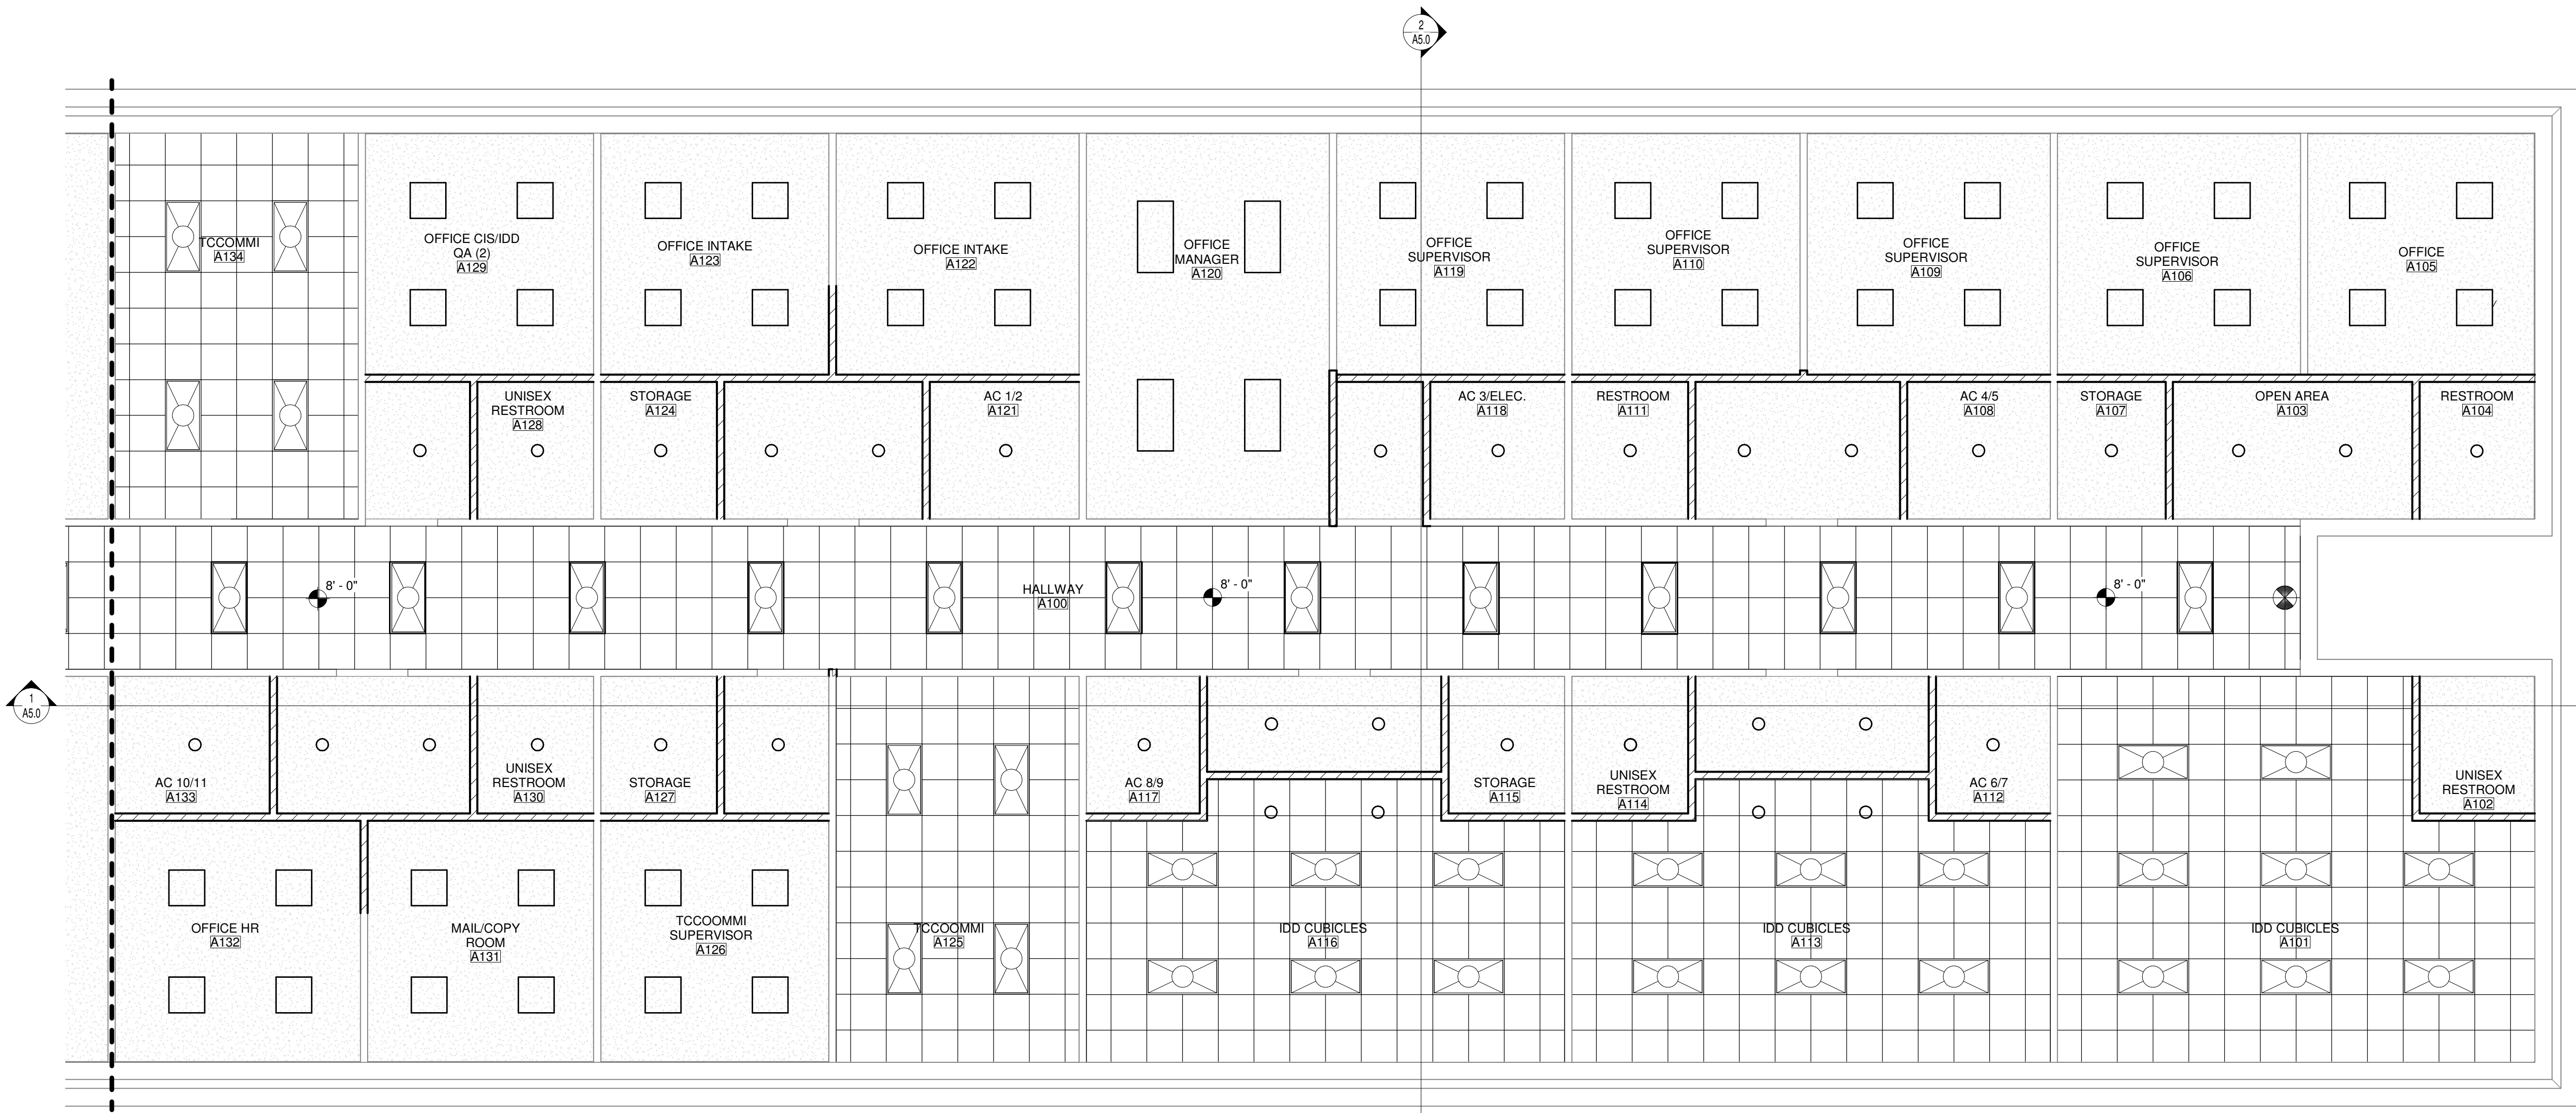 2
A5.0
TCCOMMI
A134
OFFICE CIS/IDD
QA (2)
A129
OFFICE INTAKE
A123
OFFICE INTAKE
A122
OFFICE
MANAGER
A120
OFFICE
SUPERVISOR
A119
OFFICE
SUPERVISOR
A110
OFFICE
SUPERVISOR
A109
OFFICE
SUPERVISOR
A106
OFFICE
A105
UNISEX
RESTROOM
A128
STORAGE
A124
AC 1/2
A121
AC 3/ELEC.
A118
RESTROOM
A111
AC 4/5
A108
STORAGE
A107
OPEN AREA
A103
RESTROOM
A104
8' - 0"
HALLWAY
A100
8' - 0"
8' - 0"
1
A5.0
AC 10/11
A133
UNISEX
RESTROOM
A130
STORAGE
A127
AC 8/9
A117
STORAGE
A115
UNISEX
RESTROOM
A114
AC 6/7
A112
UNISEX
RESTROOM
A102
OFFICE HR
A132
MAIL/COPY
ROOM
A131
TCCOOMMI
SUPERVISOR
A126
TCCOOMMI
A125
IDD CUBICLES
A116
IDD CUBICLES
A113
IDD CUBICLES
A101